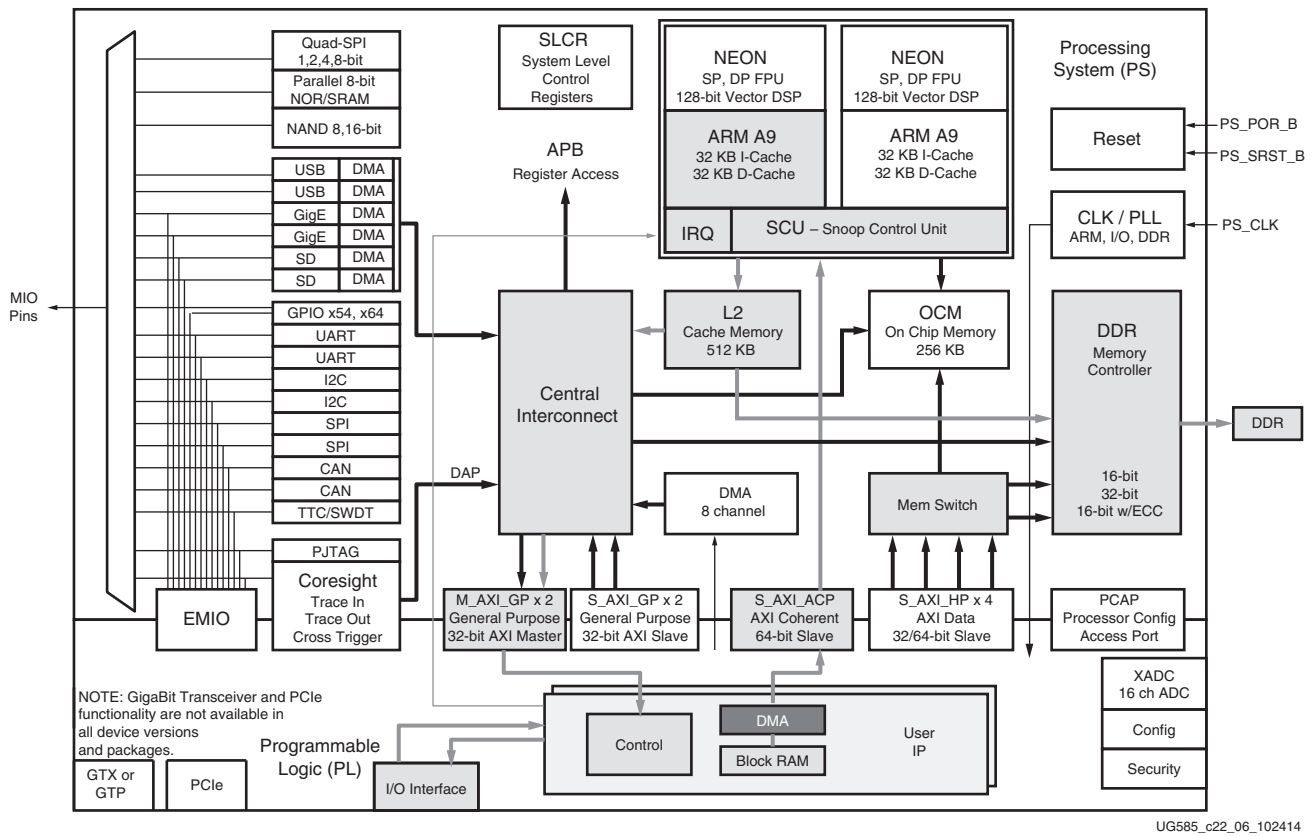 Quad-SPI
1,2,4,8-bit
Parallel 8-bit
NOR/SRAM
NAND 8,16-bit
USB DMA
USB DMA
GigE DMA
GigE DMA
SD DMA
SD DMA
GPIO x54, x64
UART
UART
I2C
I2C
SPI
SPI
CAN
CAN
TTC/SWDT
PJTAG
Coresight
Trace In
Trace Out
Cross Trigger
MIO
Pins
EMIO
SLCR
System Level
Control
Registers
APB
Register Access
NEON
SP, DP FPU
128-bit Vector DSP
NEON
SP, DP FPU
128-bit Vector DSP
ARM A9
32 KB I-Cache
32 KB D-Cache
ARM A9
32 KB I-Cache
32 KB D-Cache
IRQ
SCU – Snoop Control Unit
Processing
System (PS)
Reset
PS_POR_B
PS_SRST_B
CLK / PLL
ARM, I/O, DDR
PS_CLK
L2
Cache Memory
512 KB
OCM
On Chip Memory
256 KB
DDR
Memory
Controller
16-bit
32-bit
16-bit w/ECC
DDR
Central
Interconnect
DAP
DMA
8 channel
Mem Switch
M_AXI_GP x 2
General Purpose
32-bit AXI Master
S_AXI_GP x 2
General Purpose
32-bit AXI Slave
S_AXI_ACP
AXI Coherent
64-bit Slave
S_AXI_HP x 4
AXI Data
32/64-bit Slave
PCAP
Processor Config
Access Port
XADC
16 ch ADC
Config
Security
NOTE: GigaBit Transceiver and PCIe
functionality are not available in
all device versions
and packages.
Programmable
Logic (PL)
GTX or
GTP
PCIe
I/O Interface
Control
DMA
Block RAM
User
IP
UG585_c22_06_102414